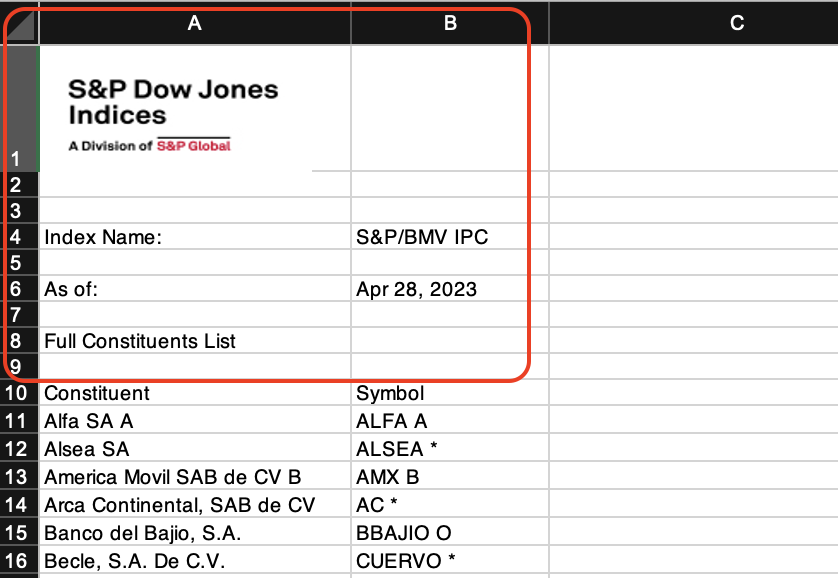 A B C
1 S&P Dow Jones
Indices
A Division of S&P Global
2
3
4 Index Name: S&P/BMV IPC
5
6 As of: Apr 28, 2023
7
8 Full Constituents List
9
10 Constituent Symbol
11 Alfa SA A ALFA A
12 Alsea SA ALSEA *
13 America Movil SAB de CV B AMX B
14 Arca Continental, SAB de CV AC *
15 Banco del Bajio, S.A. BBAJIO O
16 Becle, S.A. De C.V. CUERVO *